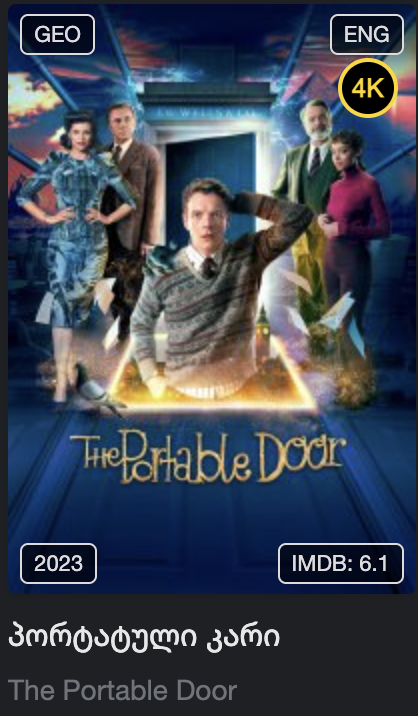 GEO ENG
4K
The Portable Door
2023 IMDB: 6.1
პორტატული კარი
The Portable Door